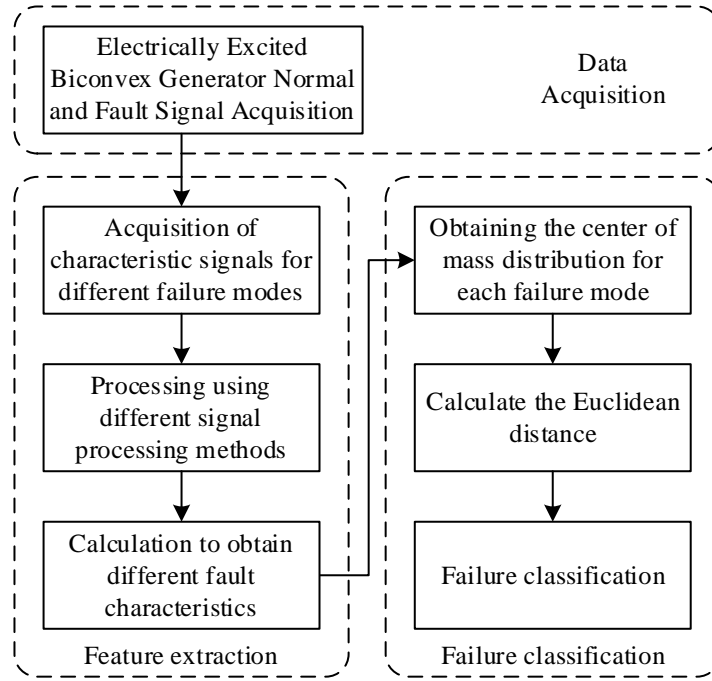 Electrically Excited
Biconvex Generator Normal
and Fault Signal Acquisition
Data
Acquisition
Acquisition of
characteristic signals for
different failure modes
Processing using
different signal
processing methods
Calculation to obtain
different fault
characteristics
Feature extraction
Obtaining the center of
mass distribution for
each failure mode
Calculate the Euclidean
distance
Failure classification
Failure classification